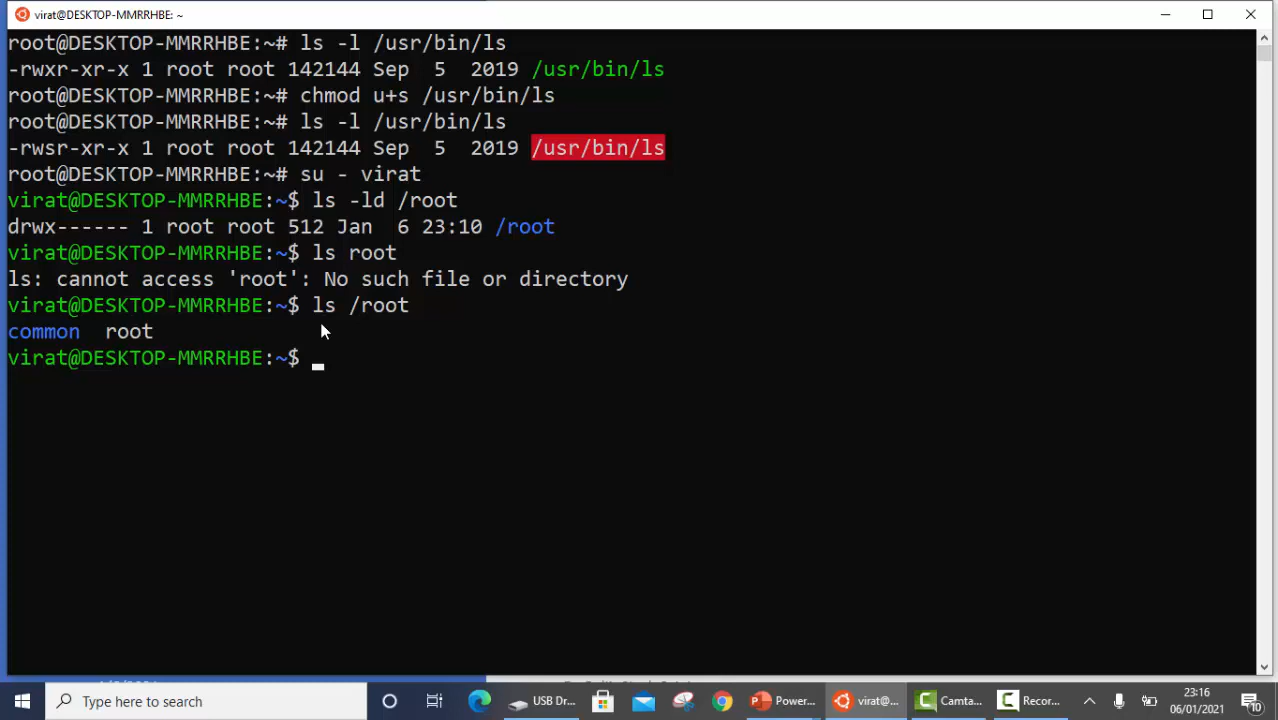 virat@DESKTOP-MMRRHBE: ~
root@DESKTOP-MMRRHBE:~# ls -l /usr/bin/ls
-rwxr-xr-x 1 root root 142144 Sep  5  2019 /usr/bin/ls
root@DESKTOP-MMRRHBE:~# chmod u+s /usr/bin/ls
root@DESKTOP-MMRRHBE:~# ls -l /usr/bin/ls
-rwsr-xr-x 1 root root 142144 Sep  5  2019 /usr/bin/ls
root@DESKTOP-MMRRHBE:~# su - virat
virat@DESKTOP-MMRRHBE:~$ ls -ld /root
drwx------ 1 root root 512 Jan  6 23:10 /root
virat@DESKTOP-MMRRHBE:~$ ls root
ls: cannot access 'root': No such file or directory
virat@DESKTOP-MMRRHBE:~$ ls /root
common  root
virat@DESKTOP-MMRRHBE:~$
Type here to search
USB Dr...
Power...
virat@...
Camta...
Recor...
23:16
06/01/2021
10